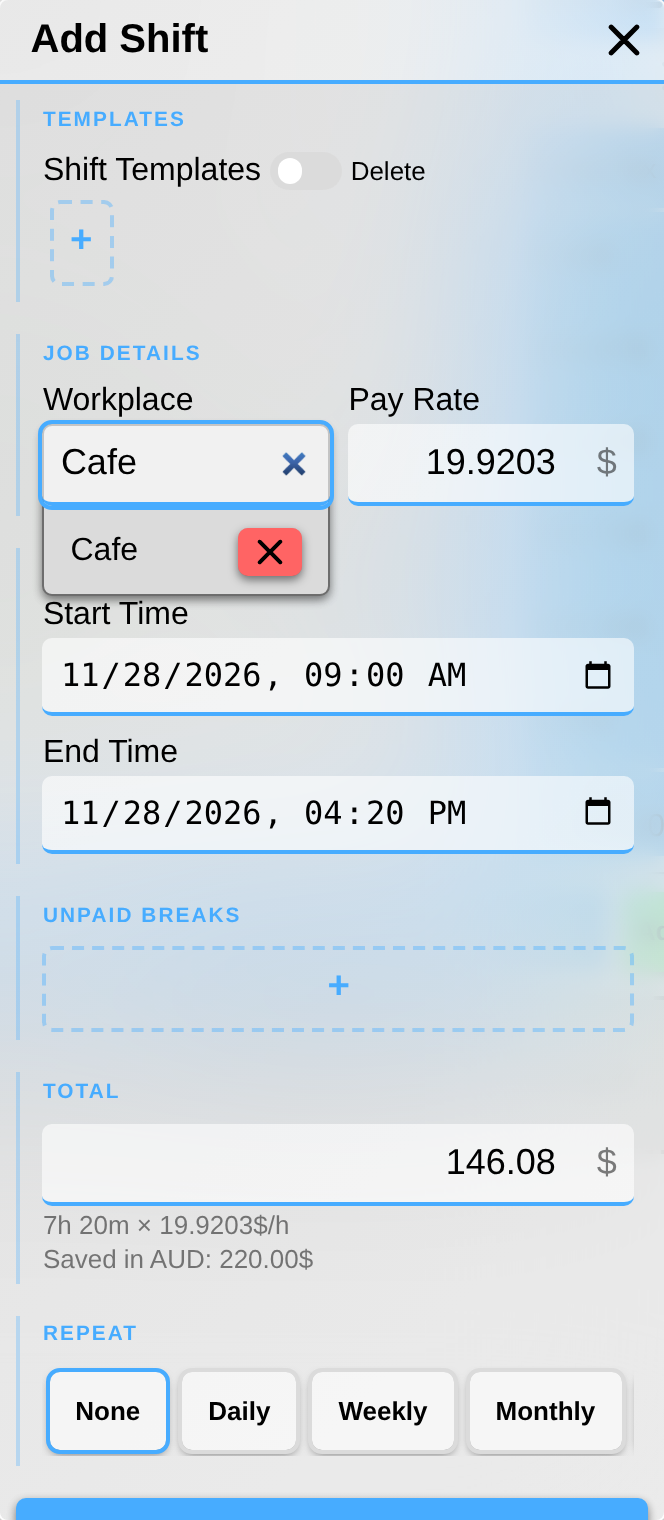 Add Shift
TEMPLATES
Shift Templates Delete
+
JOB DETAILS
Workplace Pay Rate
Cafe 19.9203 $
Cafe
Start Time
11/28/2026, 09:00 AM
End Time
11/28/2026, 04:20 PM
UNPAID BREAKS
+
TOTAL
146.08 $
7h 20m × 19.9203$/h
Saved in AUD: 220.00$
REPEAT
None Daily Weekly Monthly